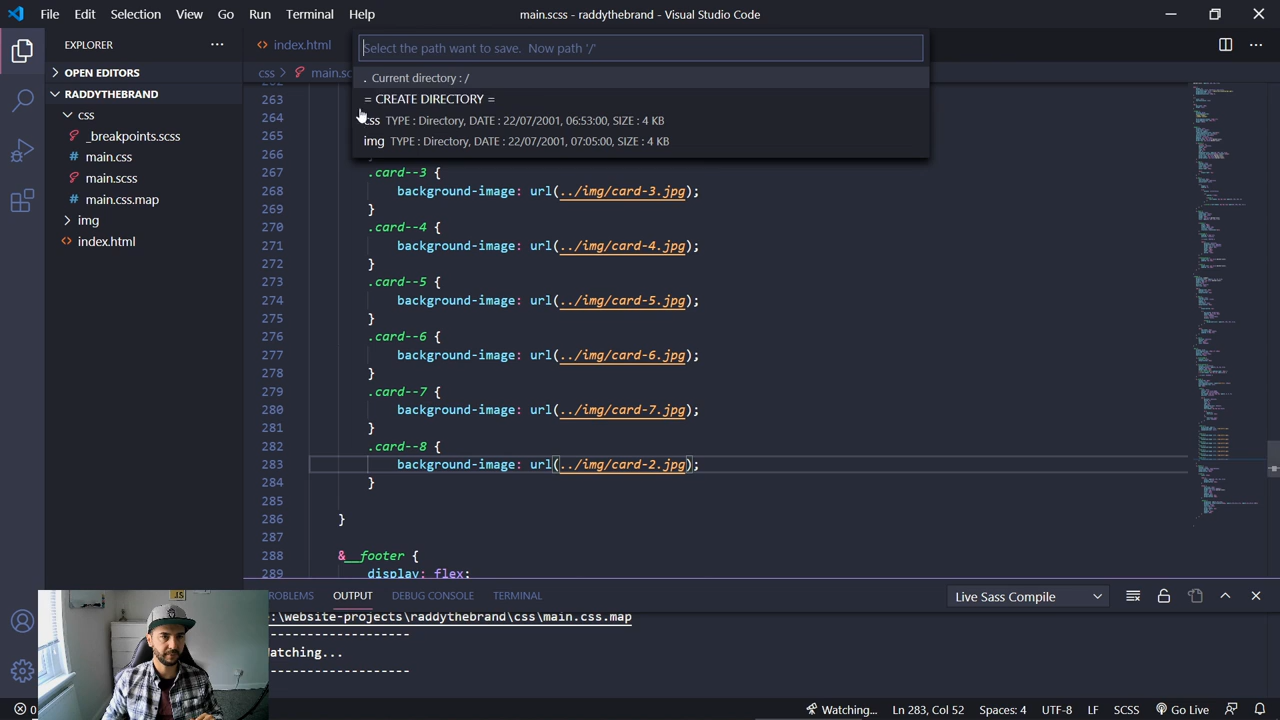 File Edit Selection View Go Run Terminal Help
main.scss - raddythebrand - Visual Studio Code
EXPLORER
OPEN EDITORS
RADDYTHEBRAND
css
_breakpoints.scss
main.css
main.scss
main.css.map
img
index.html
index.html
css > main.sc
Select the path want to save. Now path '/'
. Current directory : /
= CREATE DIRECTORY =
css TYPE : Directory, DATE
/07/2001, 06:53:00, SIZE : 4 KB
img TYPE : Directory, DATE
/07/2001, 07:05:00, SIZE : 4 KB
263
264
265
266
267 .card--3 {
268 background-image: url(../img/card-3.jpg);
269 }
270 .card--4 {
271 background-image: url(../img/card-4.jpg);
272 }
273 .card--5 {
274 background-image: url(../img/card-5.jpg);
275 }
276 .card--6 {
277 background-image: url(../img/card-6.jpg);
278 }
279 .card--7 {
280 background-image: url(../img/card-7.jpg);
281 }
282 .card--8 {
283 background-image: url(../img/card-2.jpg);
284 }
285
286 }
287
288 &__footer {
289 display: flex;
ROBLEMS OUTPUT DEBUG CONSOLE TERMINAL
Live Sass Compile
:\website-projects\raddythebrand\css\main.css.map
--------------------
Watching...
--------------------
.JS
0
Watching... Ln 283, Col 52 Spaces: 4 UTF-8 LF SCSS Go Live